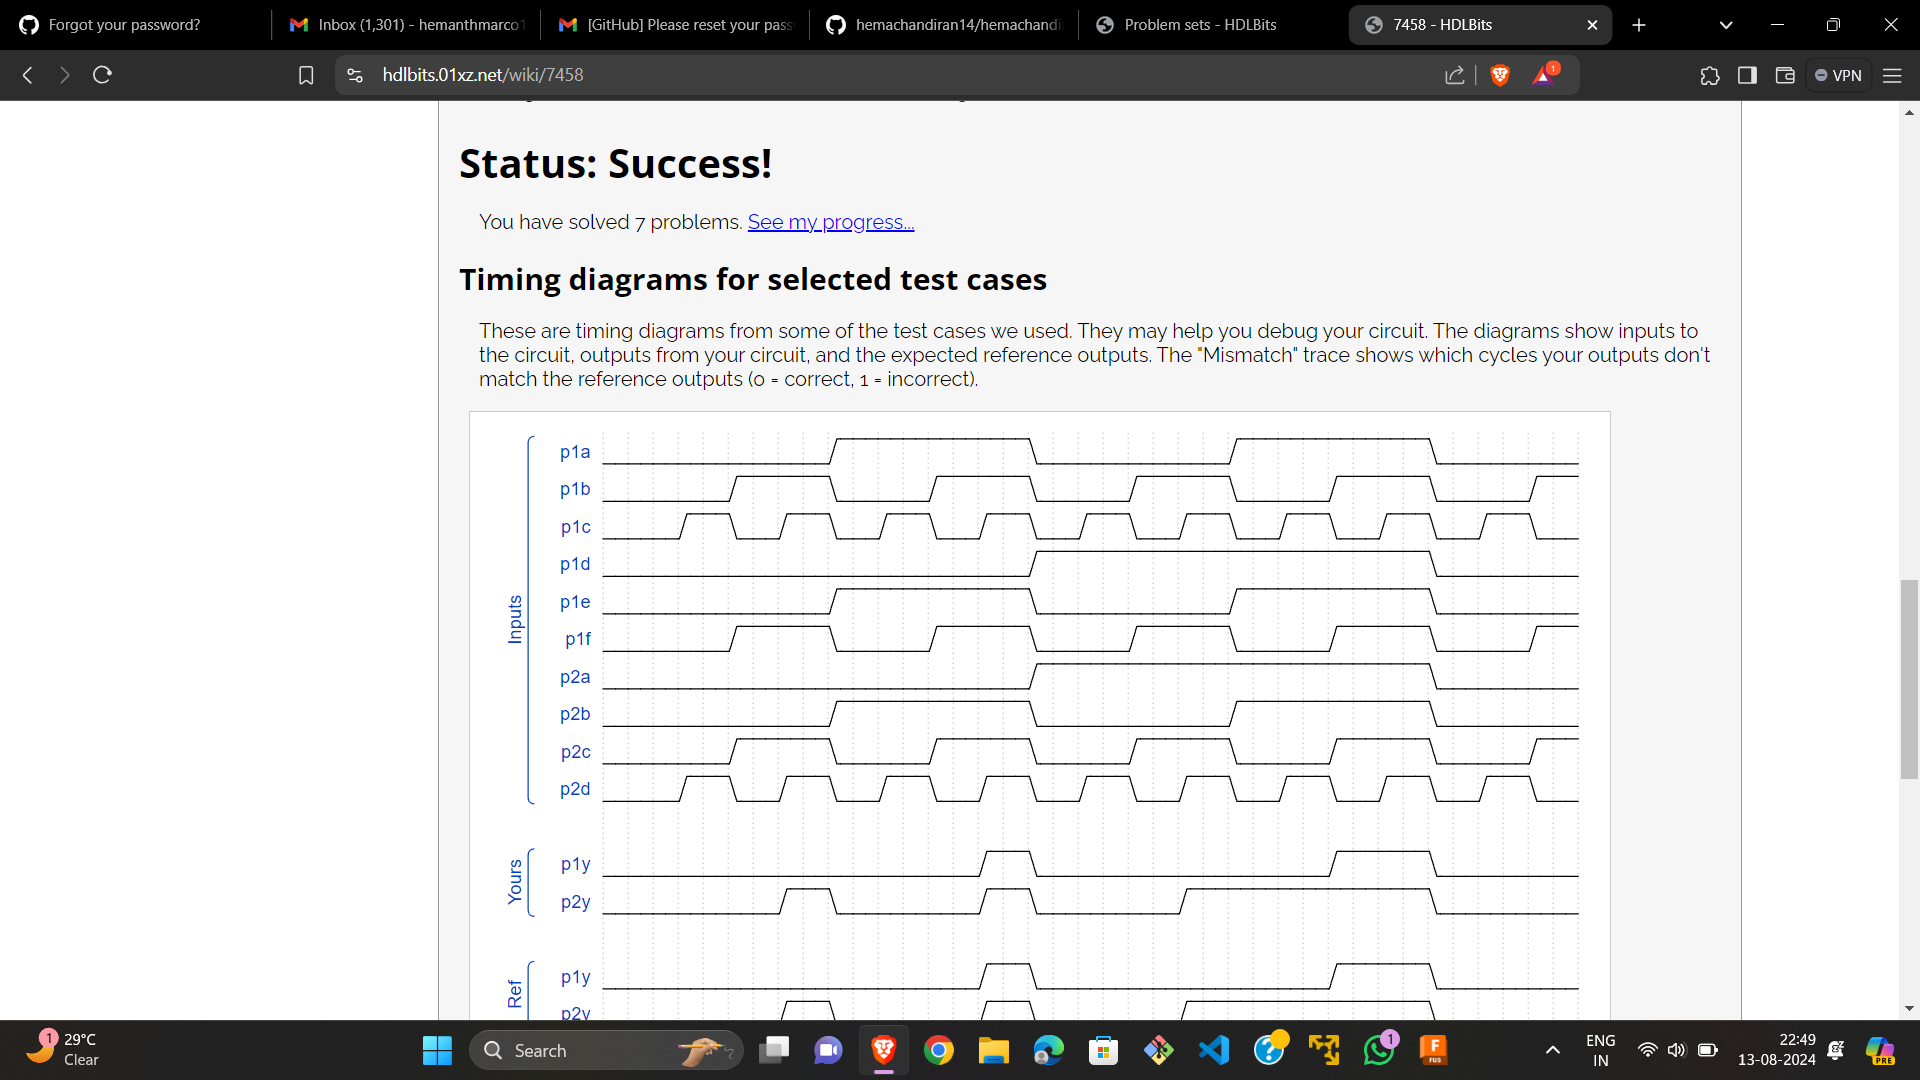 Forgot your password?
Inbox (1,301) - hemanthmarco1
[GitHub] Please reset your pass
hemachandiran14/hemachandi
Problem sets - HDLBits
7458 - HDLBits
hdlbits.01xz.net/wiki/7458
1
VPN
Status: Success!
You have solved 7 problems. See my progress...
Timing diagrams for selected test cases
These are timing diagrams from some of the test cases we used. They may help you debug your circuit. The diagrams show inputs to
the circuit, outputs from your circuit, and the expected reference outputs. The "Mismatch" trace shows which cycles your outputs don't
match the reference outputs (0 = correct, 1 = incorrect).
Inputs
p1a
p1b
p1c
p1d
p1e
p1f
p2a
p2b
p2c
p2d
Yours
p1y
p2y
Ref
p1y
p2y
1
29°C
Clear
Search
1
F
FUS
ENG
IN
22:49
13-08-2024
PRE